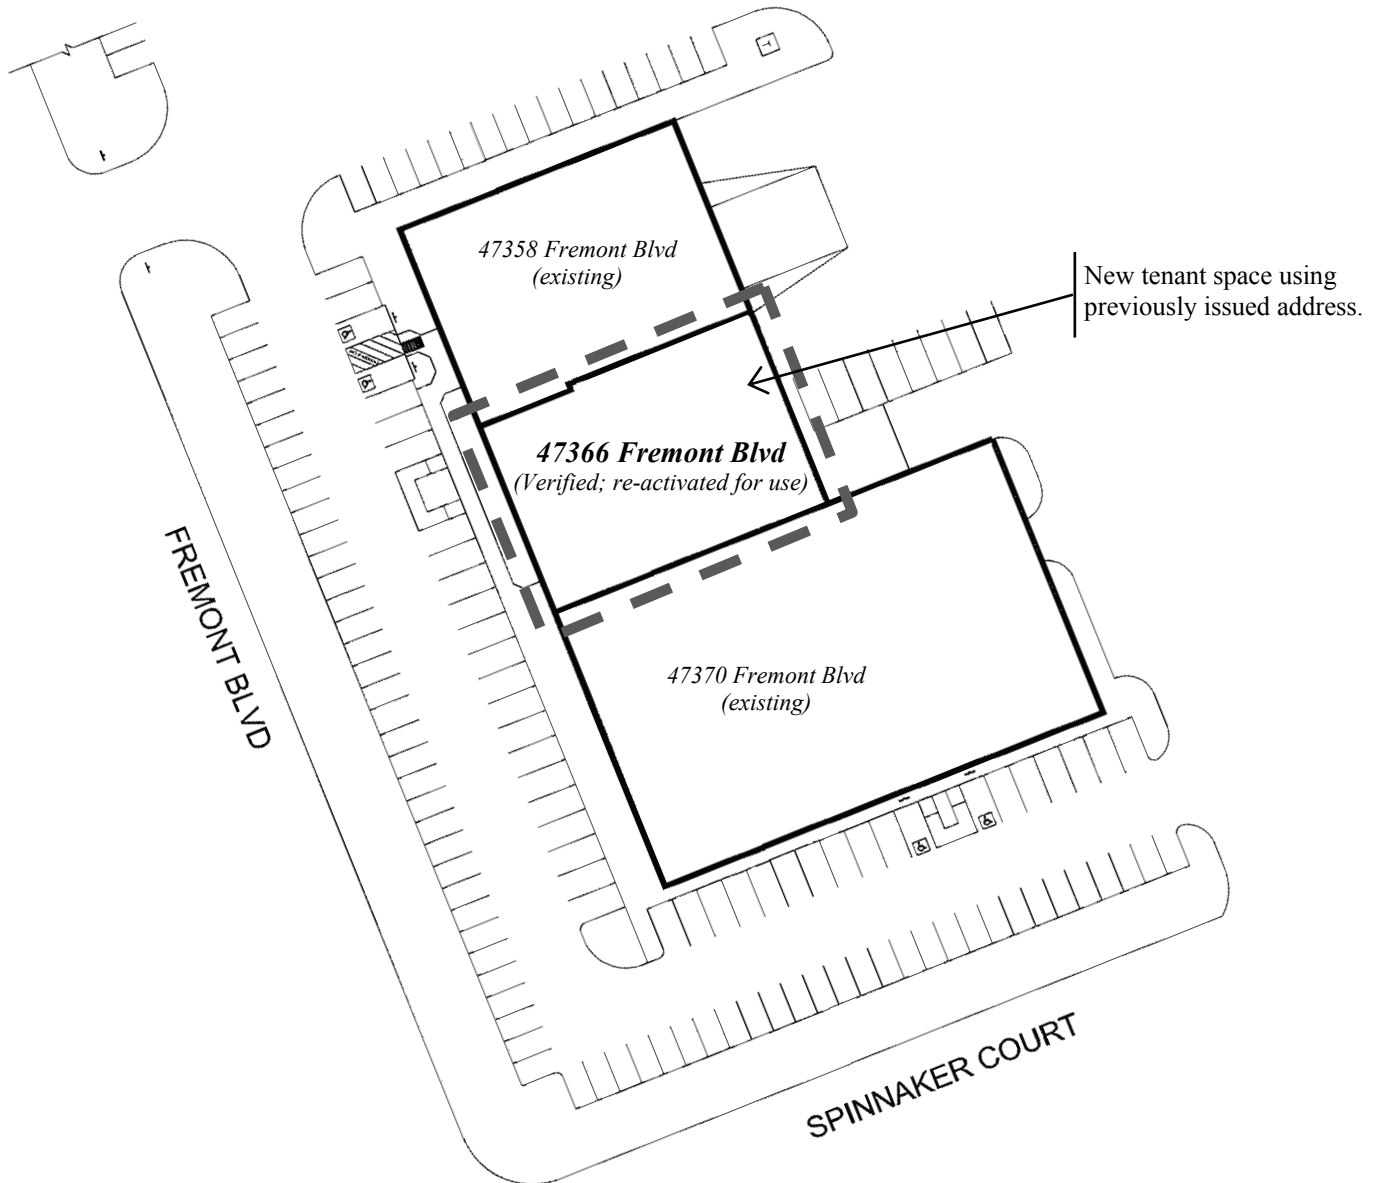 47358 Fremont Blvd
(existing)
New tenant space using
previously issued address.
47366 Fremont Blvd
(Verified; re-activated for use)
FREMONT BLVD
47370 Fremont Blvd
(existing)
SPINNAKER COURT